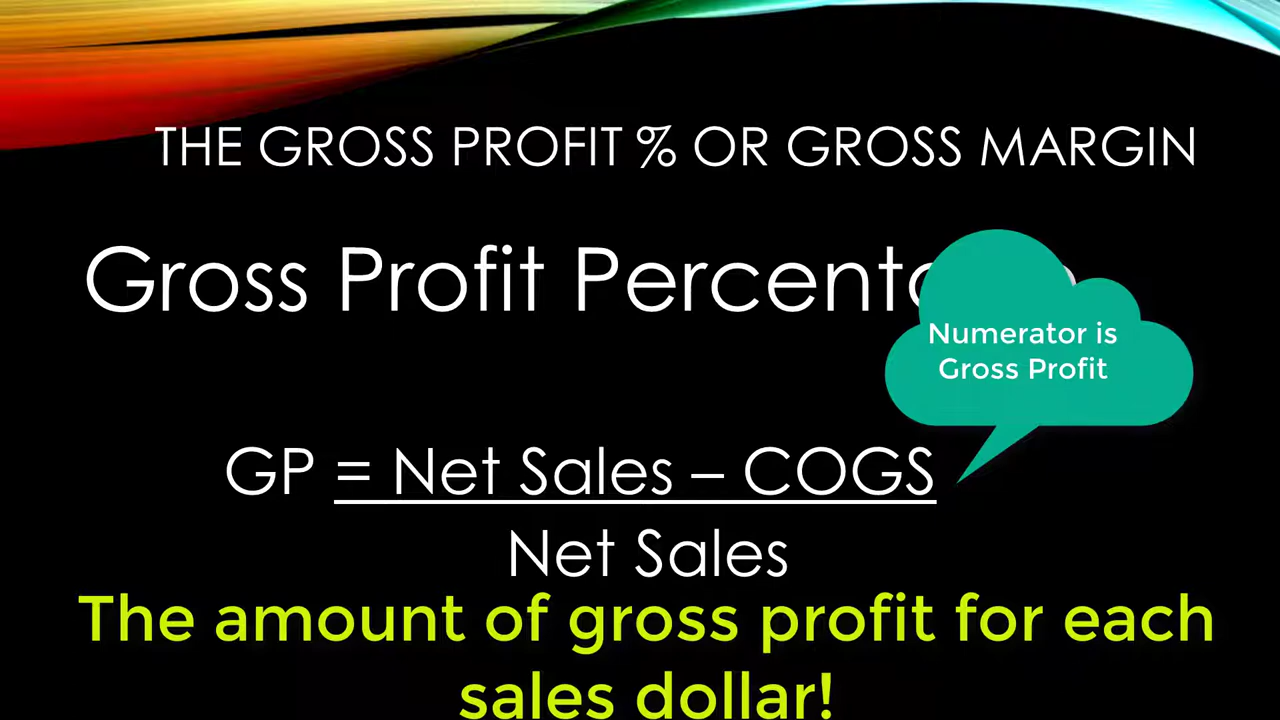 THE GROSS PROFIT % OR GROSS MARGIN
Gross Profit
Numerator is
Gross Profit
GP = Net Sales – COGS
Net Sales
The amount of gross profit for each
sales dollar!